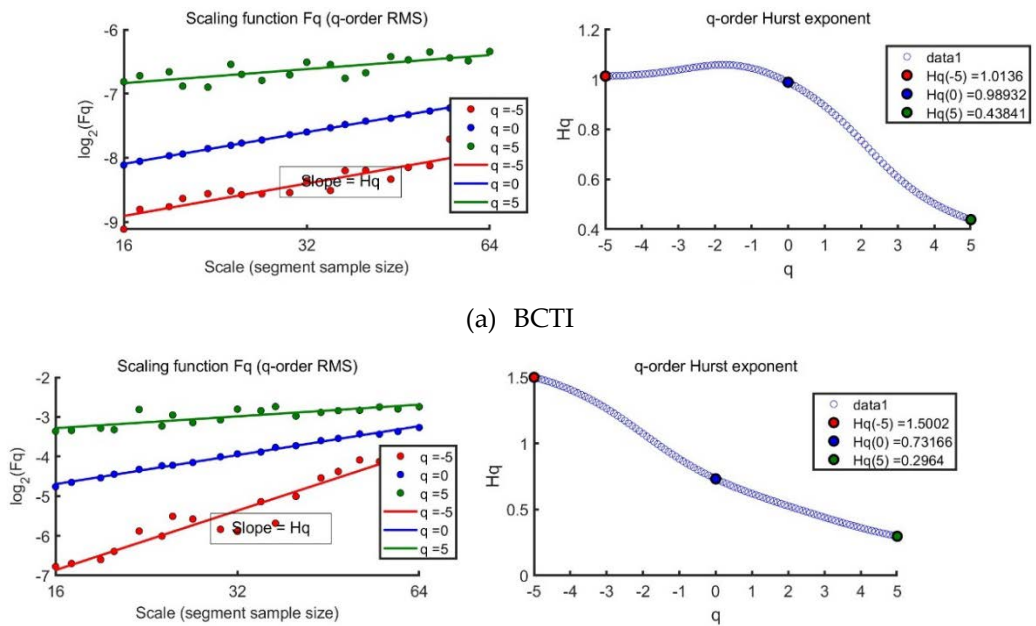 Scaling function Fq (q-order RMS)
log2(Fq)
-6
-7
-8
-9
16
32
64
Scale (segment sample size)
Slope = Hq
q =-5
q =0
q =5
q =-5
q =0
q =5
q-order Hurst exponent
Hq
1.2
1
0.8
0.6
0.4
-5 -4 -3 -2 -1 0 1 2 3 4 5
q
data1
Hq(-5) =1.0136
Hq(0) =0.98932
Hq(5) =0.43841
(a) BCTI
Scaling function Fq (q-order RMS)
log2(Fq)
-2
-3
-4
-5
-6
-7
16
32
64
Scale (segment sample size)
Slope = Hq
q =-5
q =0
q =5
q =-5
q =0
q =5
q-order Hurst exponent
Hq
1.5
1
0.5
0
-5 -4 -3 -2 -1 0 1 2 3 4 5
q
data1
Hq(-5) =1.5002
Hq(0) =0.73166
Hq(5) =0.2964